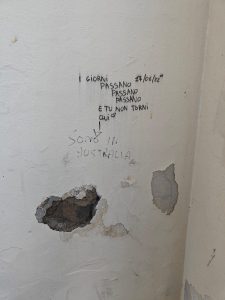 I GIORNI
PASSANO
PASSANO
PASSANO
E TU NON TORNI
QUI
SONO IN
AUSTRALIA